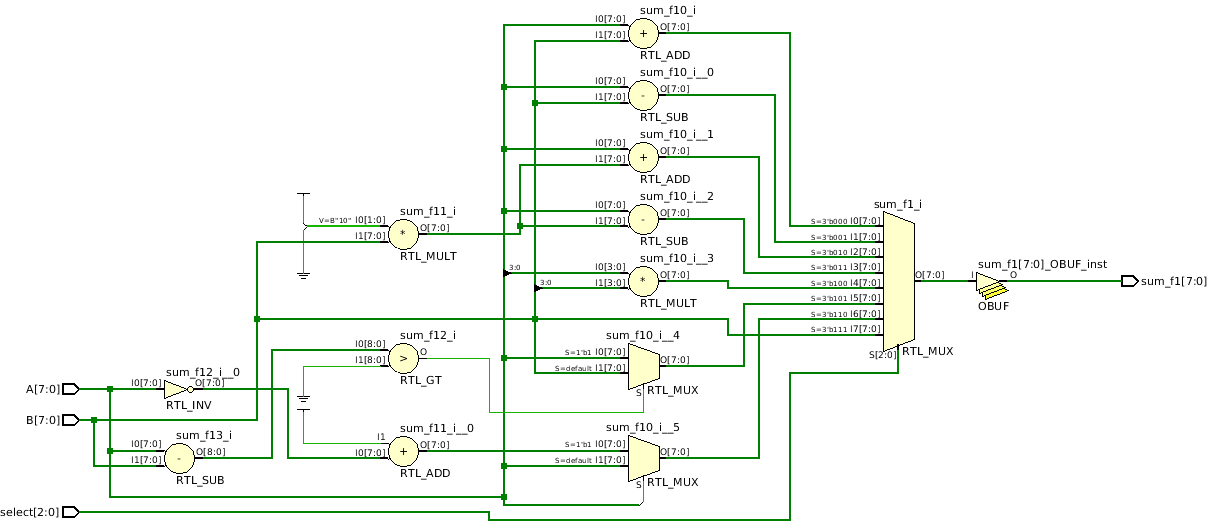 sum_f10_i
I0[7:0]
I1[7:0]
+
O[7:0]
RTL_ADD
sum_f10_i__0
I0[7:0]
I1[7:0]
-
O[7:0]
RTL_SUB
sum_f10_i__1
I0[7:0]
I1[7:0]
+
O[7:0]
RTL_ADD
sum_f10_i__2
I0[7:0]
I1[7:0]
-
O[7:0]
RTL_SUB
sum_f11_i
V=B"10" I0[1:0]
I1[7:0]
*
O[7:0]
RTL_MULT
sum_f10_i__3
3:0
I0[3:0]
3:0
I1[3:0]
*
O[7:0]
RTL_MULT
sum_f1_i
S=3'b000 I0[7:0]
S=3'b001 I1[7:0]
S=3'b010 I2[7:0]
S=3'b011 I3[7:0]
S=3'b100 I4[7:0]
S=3'b101 I5[7:0]
S=3'b110 I6[7:0]
S=3'b111 I7[7:0]
O[7:0]
S[2:0]
RTL_MUX
sum_f1[7:0]_OBUF_inst
I
O
OBUF
sum_f1[7:0]
sum_f12_i
I0[8:0]
I1[8:0]
>
O
RTL_GT
sum_f10_i__4
S=1'b1 I0[7:0]
S=default I1[7:0]
O[7:0]
S
RTL_MUX
A[7:0]
sum_f12_i__0
I0[7:0]
O[7:0]
RTL_INV
B[7:0]
sum_f13_i
I0[7:0]
I1[7:0]
-
O[8:0]
RTL_SUB
sum_f11_i__0
I1
I0[7:0]
+
O[7:0]
RTL_ADD
sum_f10_i__5
S=1'b1 I0[7:0]
S=default I1[7:0]
O[7:0]
S
RTL_MUX
select[2:0]